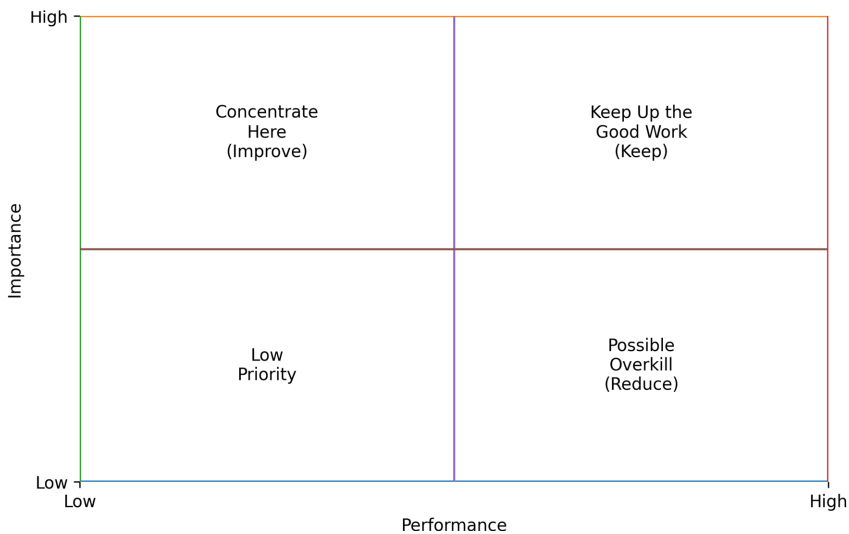 High
Concentrate
Here
(Improve)
Keep Up the
Good Work
(Keep)
Importance
Low
Priority
Possible
Overkill
(Reduce)
Low
Low
High
Performance